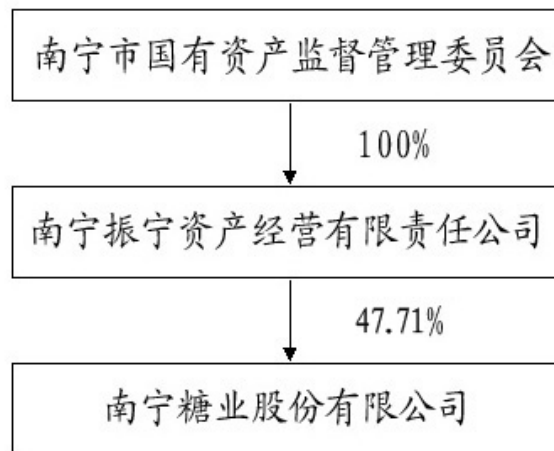 南宁市国有资产监督管理委员会
100%
南宁振宁资产经营有限责任公司
47.71%
南宁糖业股份有限公司